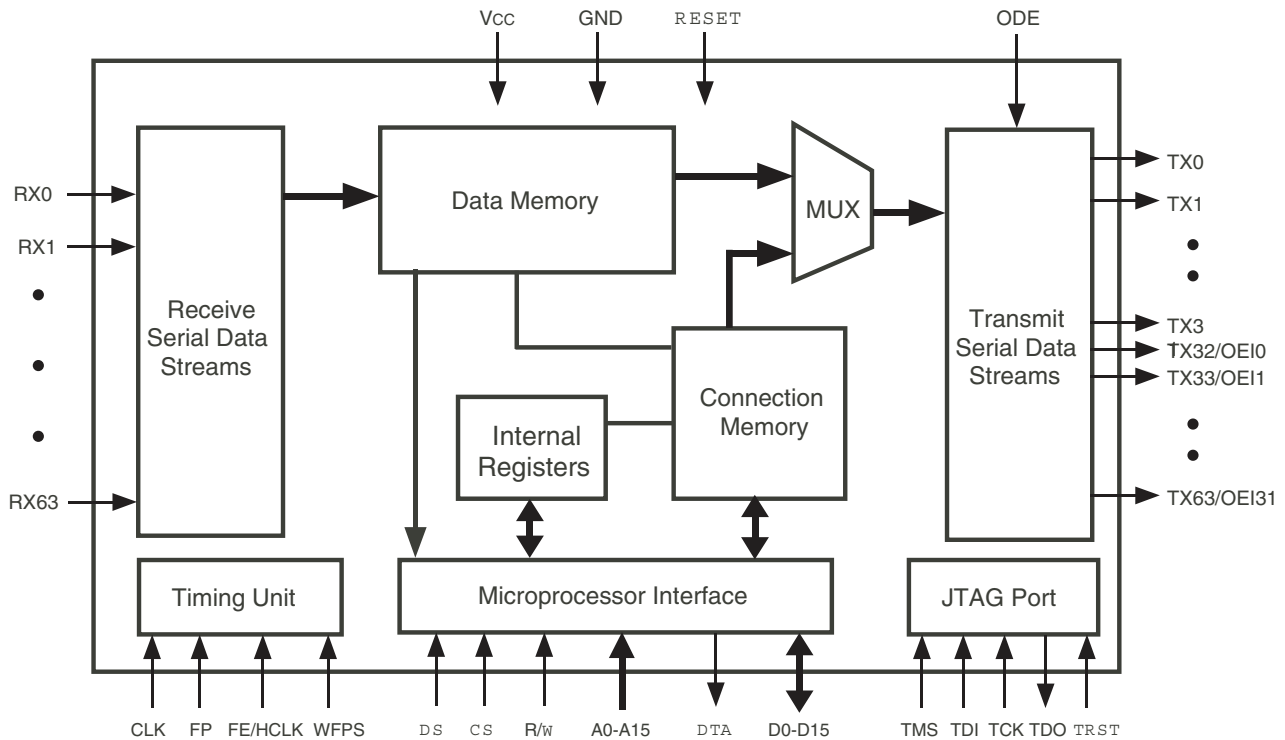 Vcc GND RESET ODE
RX0
RX1
RX63
Receive
Serial Data
Streams
Data Memory
MUX
Internal
Registers
Connection
Memory
Transmit
Serial Data
Streams
TX0
TX1
TX3
TX32/OEI0
TX33/OEI1
TX63/OEI31
Timing Unit
Microprocessor Interface
JTAG Port
CLK FP FE/HCLK WFPS DS CS R/W A0-A15 DTA D0-D15 TMS TDI TCK TDO TRST